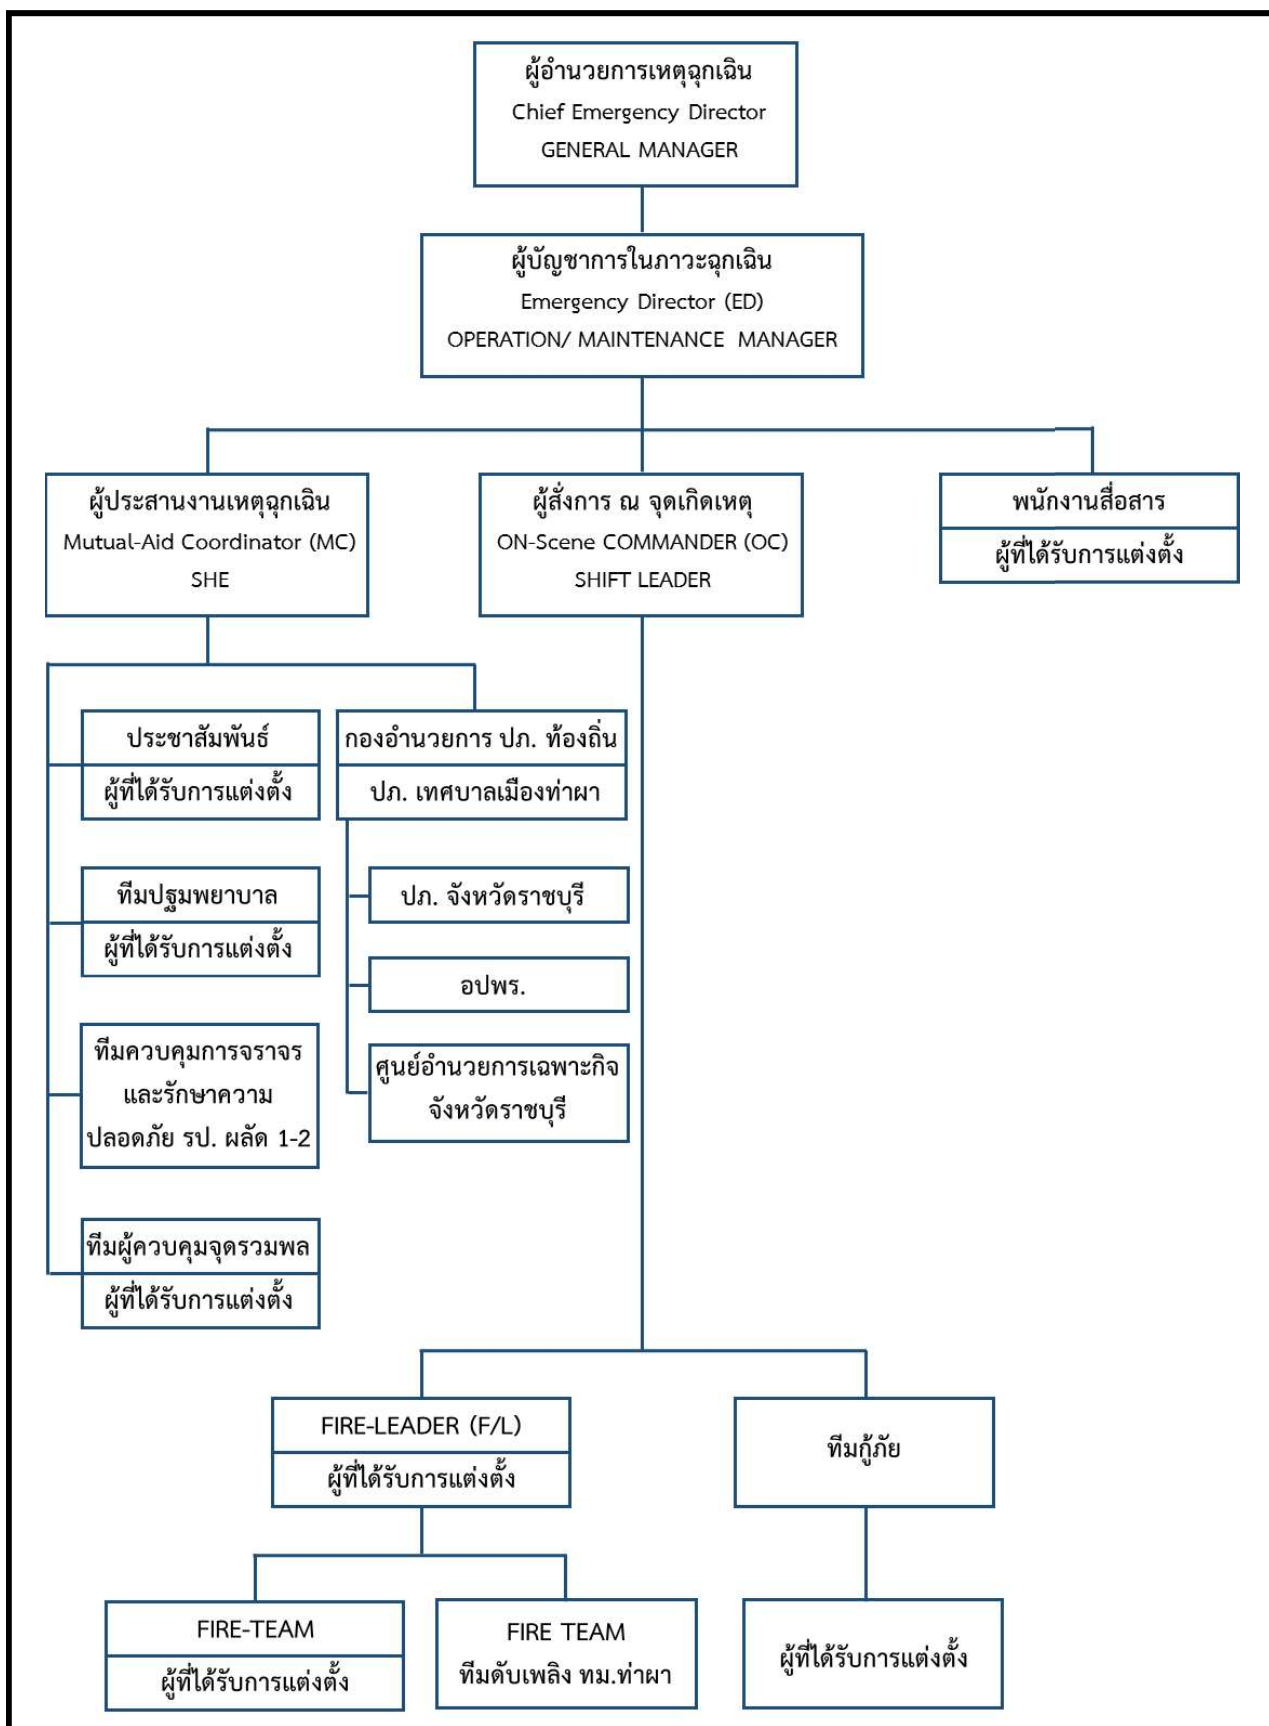 ผู้อำนวยการเหตุฉุกเฉิน
Chief Emergency Director
GENERAL MANAGER
ผู้บัญชาการในภาวะฉุกเฉิน
Emergency Director (ED)
OPERATION/ MAINTENANCE MANAGER
ผู้ประสานงานเหตุฉุกเฉิน
Mutual-Aid Coordinator (MC)
SHE
ผู้สั่งการ ณ จุดเกิดเหตุ
ON-Scene COMMANDER (OC)
SHIFT LEADER
พนักงานสื่อสาร
ผู้ที่ได้รับการแต่งตั้ง
ประชาสัมพันธ์
ผู้ที่ได้รับการแต่งตั้ง
กองอำนวยการ ปภ. ท้องถิ่น
ปภ. เทศบาลเมืองท่าผา
ทีมปฐมพยาบาล
ผู้ที่ได้รับการแต่งตั้ง
ปภ. จังหวัดราชบุรี
อปพร.
ทีมควบคุมการจราจร
และรักษาความ
ปลอดภัย รป. ผลัด 1-2
ศูนย์อำนวยการเฉพาะกิจ
จังหวัดราชบุรี
ทีมผู้ควบคุมจุดรวมพล
ผู้ที่ได้รับการแต่งตั้ง
FIRE-LEADER (F/L)
ผู้ที่ได้รับการแต่งตั้ง
ทีมกู้ภัย
FIRE-TEAM
ผู้ที่ได้รับการแต่งตั้ง
FIRE TEAM
ทีมดับเพลิง ทม.ท่าผา
ผู้ที่ได้รับการแต่งตั้ง